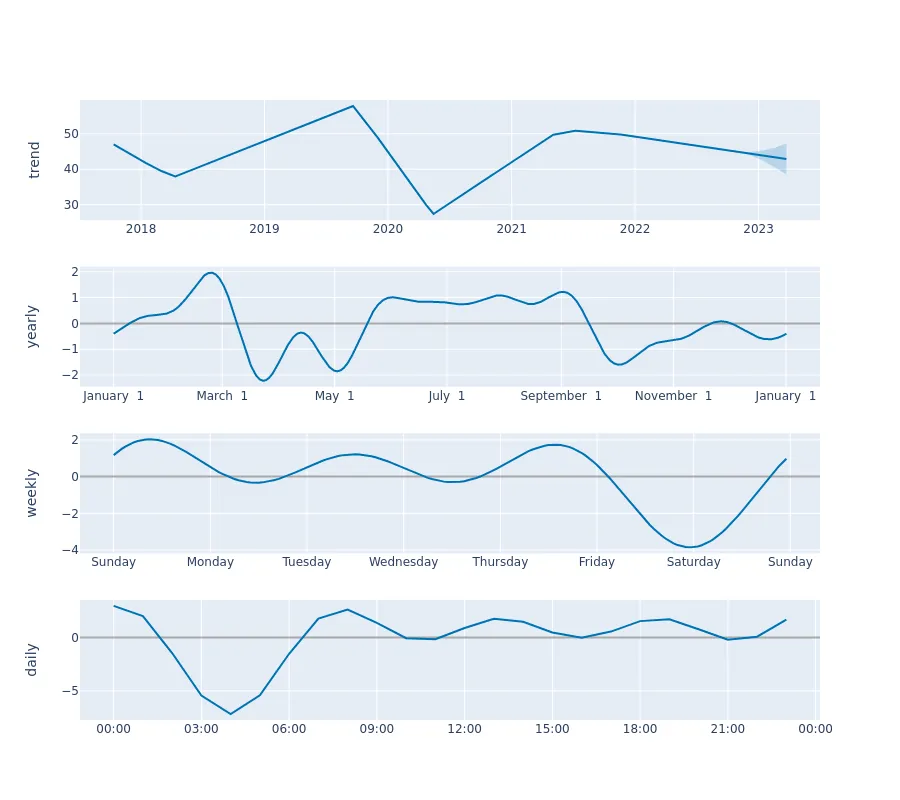 trend
50
40
30
2018 2019 2020 2021 2022 2023
yearly
2
1
0
−1
−2
January 1 March 1 May 1 July 1 September 1 November 1 January 1
weekly
2
0
−2
−4
Sunday Monday Tuesday Wednesday Thursday Friday Saturday Sunday
daily
0
−5
00:00 03:00 06:00 09:00 12:00 15:00 18:00 21:00 00:00